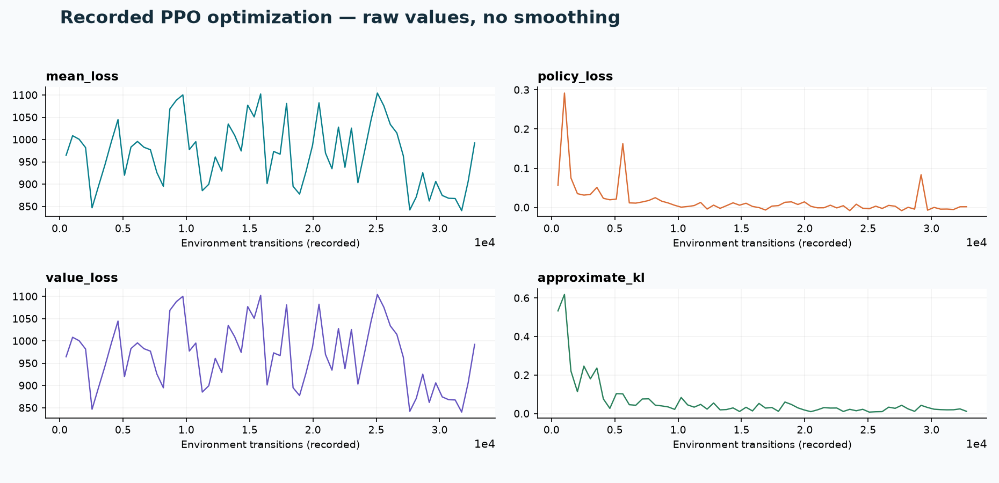 Recorded PPO optimization — raw values, no smoothing
mean_loss
1100
1050
1000
950
900
850
0.0 0.5 1.0 1.5 2.0 2.5 3.0
Environment transitions (recorded)
1e4
policy_loss
0.3
0.2
0.1
0.0
0.0 0.5 1.0 1.5 2.0 2.5 3.0
Environment transitions (recorded)
1e4
value_loss
1100
1050
1000
950
900
850
0.0 0.5 1.0 1.5 2.0 2.5 3.0
Environment transitions (recorded)
1e4
approximate_kl
0.6
0.4
0.2
0.0
0.0 0.5 1.0 1.5 2.0 2.5 3.0
Environment transitions (recorded)
1e4